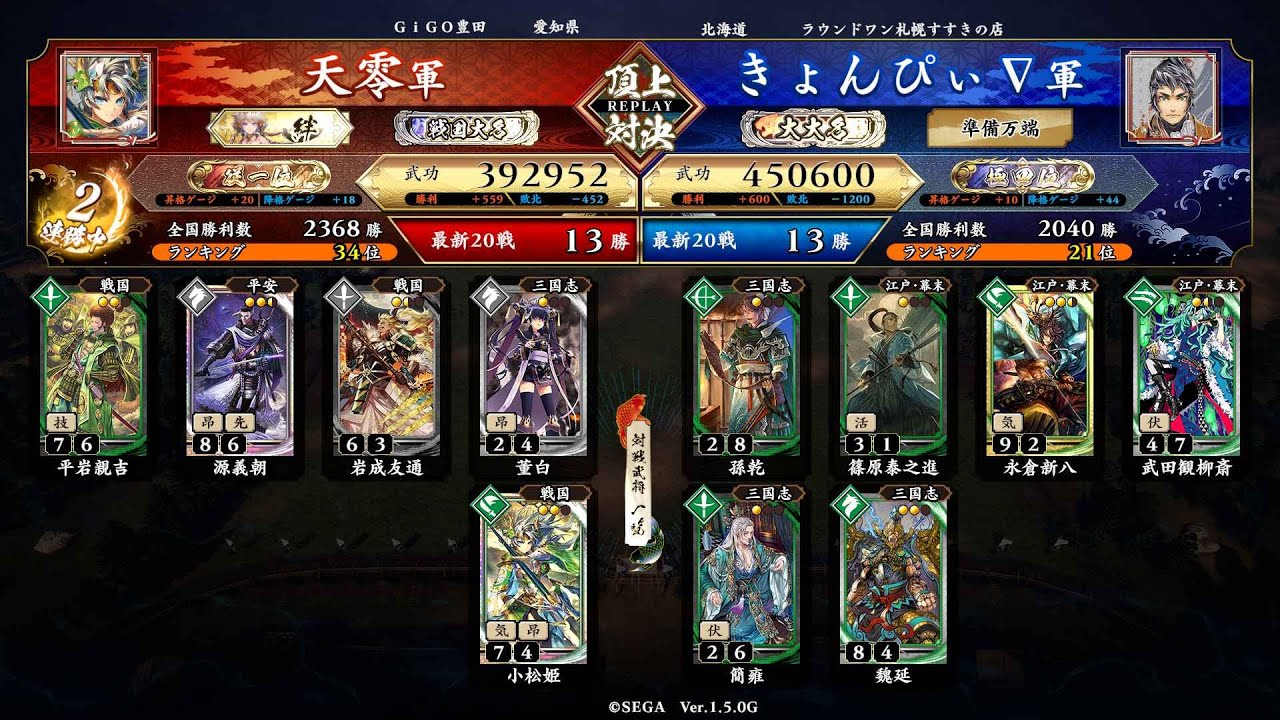 GiGO豊田 愛知県 北海道 ラウンドワン札幌すすきの店
天零軍 頂上 REPLAY 対決 きょんぴぃ∇軍
絆 戦国大名 大大名 準備万端
従一位 武功 392952 武功 450600 極甲位
昇格ゲージ +20 降格ゲージ +18 勝利 +559 敗北 -452 勝利 +600 敗北 -1200 昇格ゲージ +10 降格ゲージ +44
2 連勝中
全国勝利数 2368勝 最新20戦 13勝 最新20戦 13勝 全国勝利数 2040勝
ランキング 34位 ランキング 21位
戦国 平安 戦国 三国志 三国志 江戸・幕末 江戸・幕末 江戸・幕末
技 昂 先 昂 活 気 伏
7 6 8 6 6 3 2 4 2 8 3 1 9 2 4 7
平岩親吉 源義朝 岩成友通 董白 孫乾 篠原泰之進 永倉新八 武田観柳斎
対戦武将一覧
戦国 三国志 三国志
気 昂 伏
7 4 2 6 8 4
小松姫 簡雍 魏延
©SEGA Ver.1.5.0G